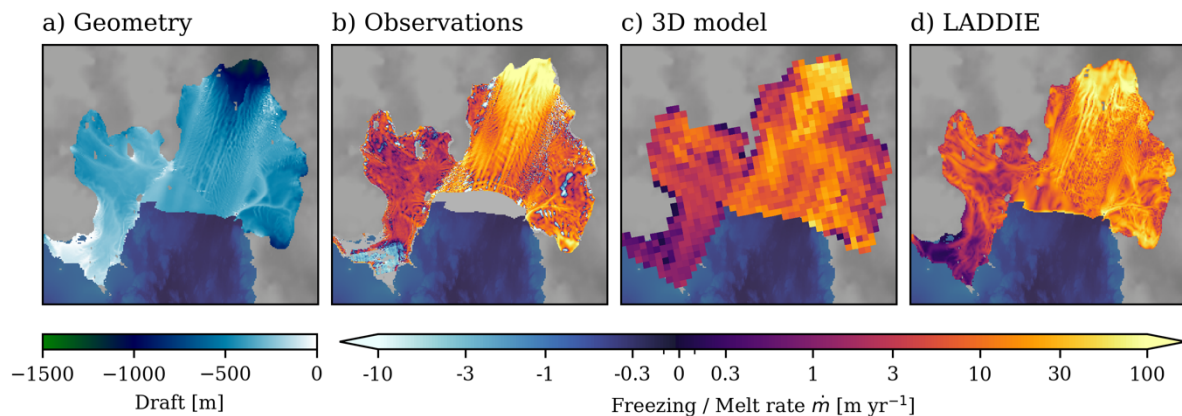 a) Geometry
b) Observations
c) 3D model
d) LADDIE
−1500 −1000 −500 0
Draft [m]
-10 -3 -1 -0.3 0 0.3 1 3 10 30 100
Freezing / Melt rate ṁ [m yr⁻¹]